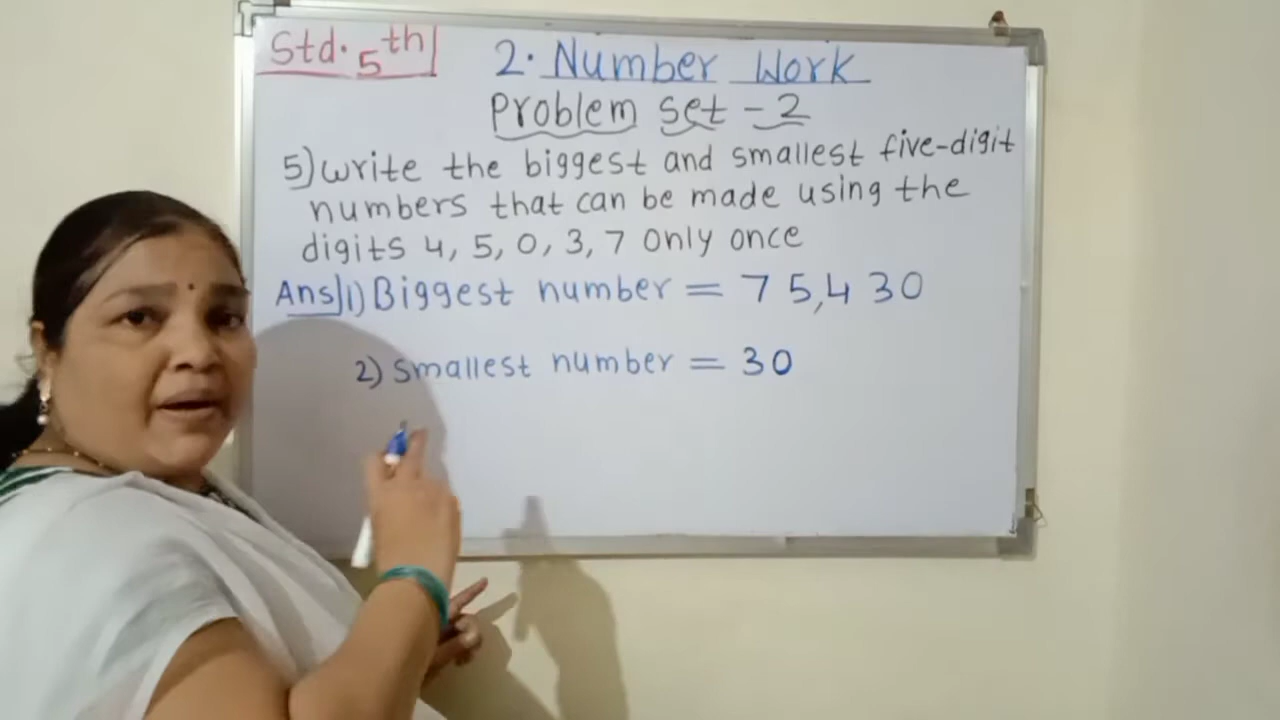 Std. 5th
2. Number Work
Problem set - 2
5) Write the biggest and smallest five-digit
numbers that can be made using the
digits 4, 5, 0, 3, 7 only once
Ans 1) Biggest number = 75,430
2) Smallest number = 30